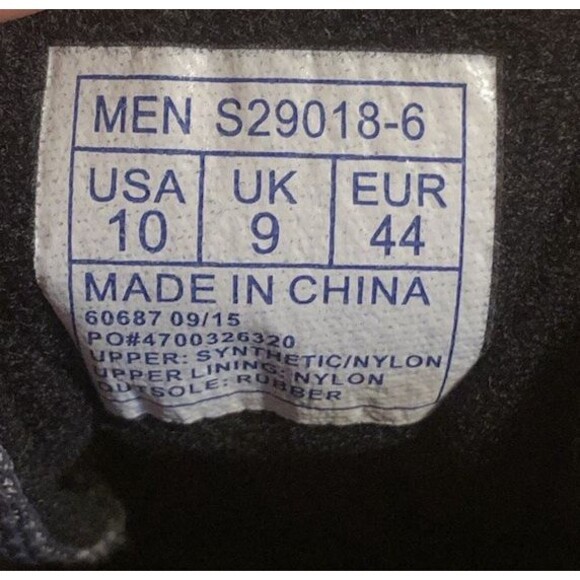 MEN S29018-6
USA UK EUR
10 9 44
MADE IN CHINA
60687 09/15
PO#4700326320
UPPER: SYNTHETIC/NYLON
UPPER LINING: NYLON
OUTSOLE: RUBBER